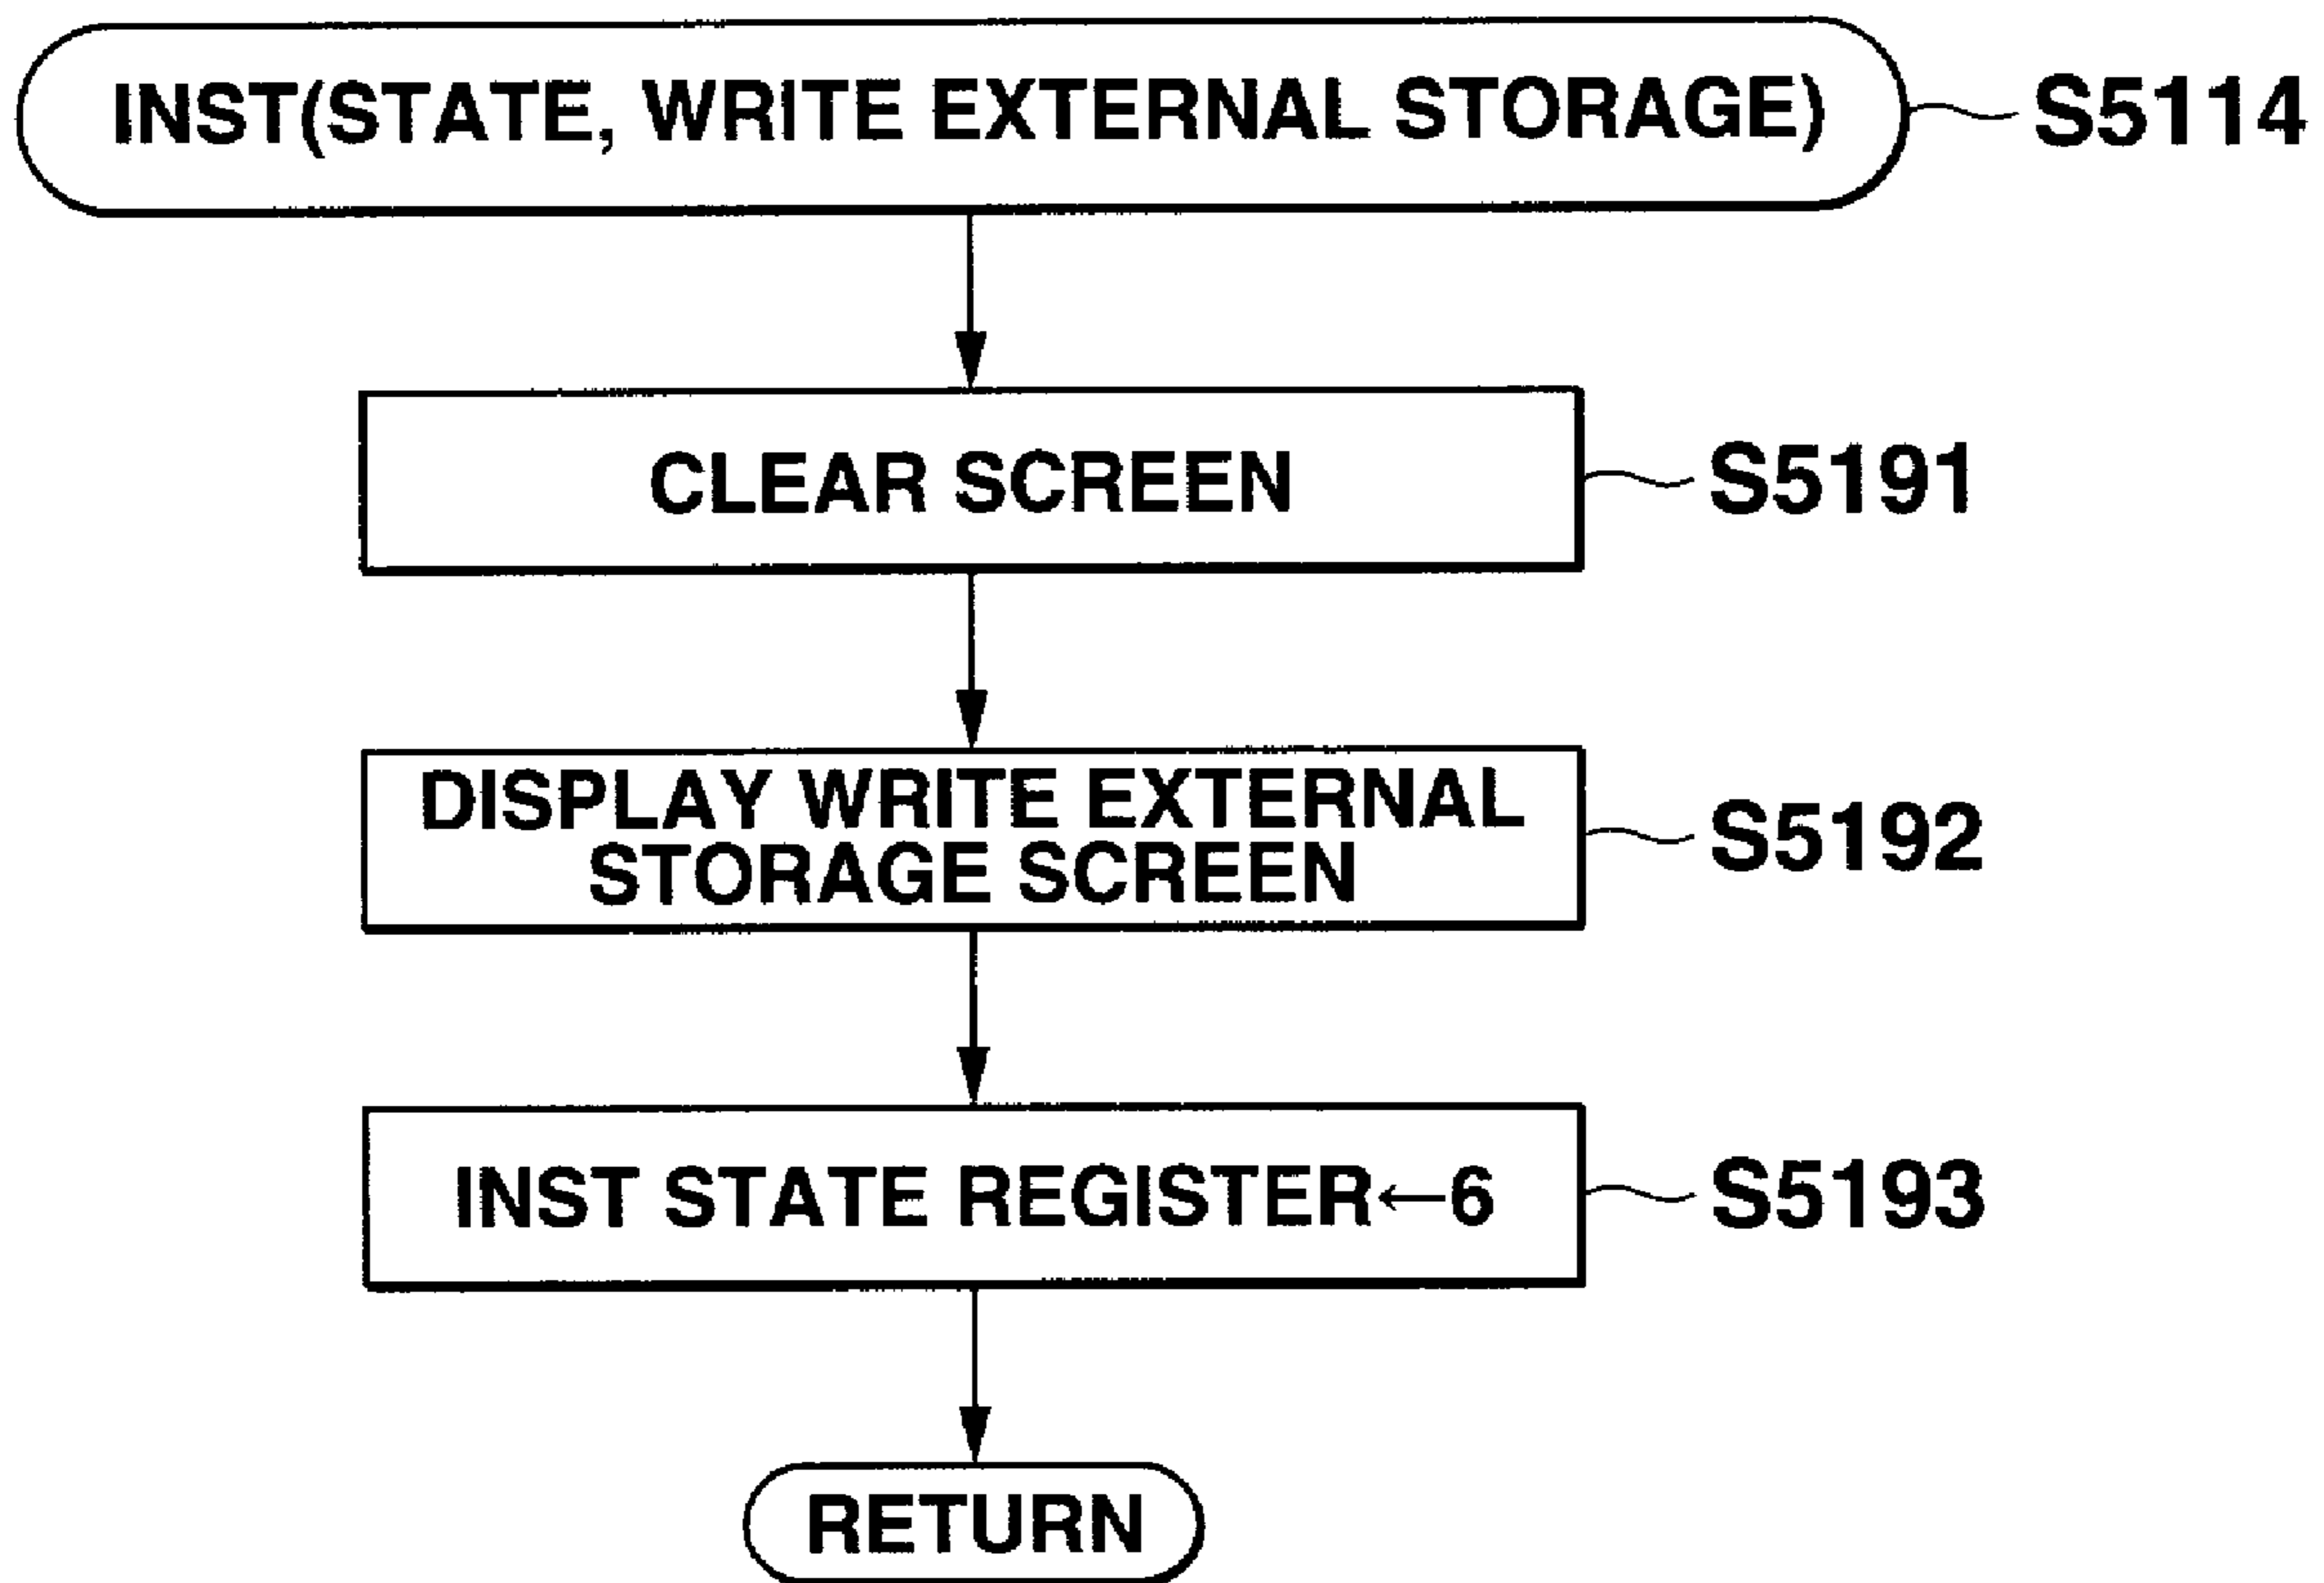 INST(STATE, WRITE EXTERNAL STORAGE) S5114
CLEAR SCREEN S5191
DISPLAY WRITE EXTERNAL
STORAGE SCREEN S5192
INST STATE REGISTER←6 S5193
RETURN